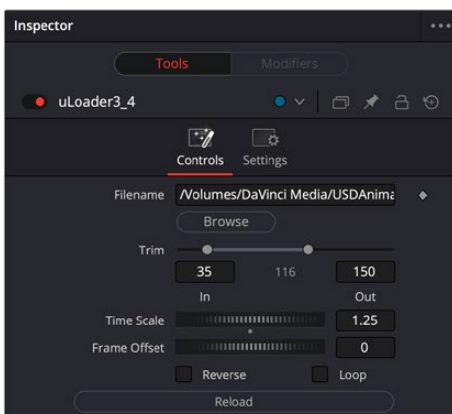 Inspector
Tools Modifiers
uLoader3_4
Controls Settings
Filename /Volumes/DaVinci Media/USDAnima
Browse
Trim
35 116 150
In Out
Time Scale 1.25
Frame Offset 0
Reverse Loop
Reload